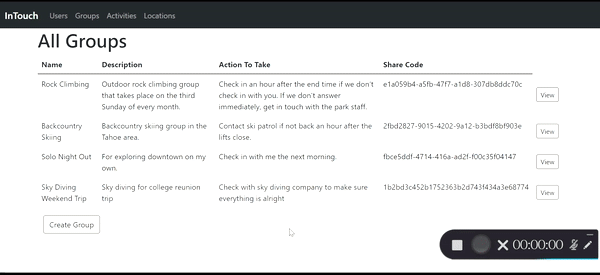 InTouch Users Groups Activities Locations
All Groups
Name Description Action To Take Share Code
Rock Climbing Outdoor rock climbing group Check in an hour after the end time if we don't e1a059b4-a5fb-47f7-a1d8-307db8ddc70c
that takes place on the third check in with you. If we don't answer View
Sunday of every month. immediately, get in touch with the park staff.
Backcountry Backcountry skiing group in the Contact ski patrol if not back an hour after the 2fbd2827-9015-4202-9a12-b3bdf8bf903e
Skiing Tahoe area. lifts close. View
Solo Night Out For exploring downtown on my Check in with me the next morning. fbce5ddf-4714-416a-ad2f-f00c35f04147
own. View
Sky Diving Sky diving for college reunion Check with sky diving company to make sure 1b2bd3c452b1752363b2d743f434a3e68774
Weekend Trip trip everything is alright View
Create Group
00:00:00